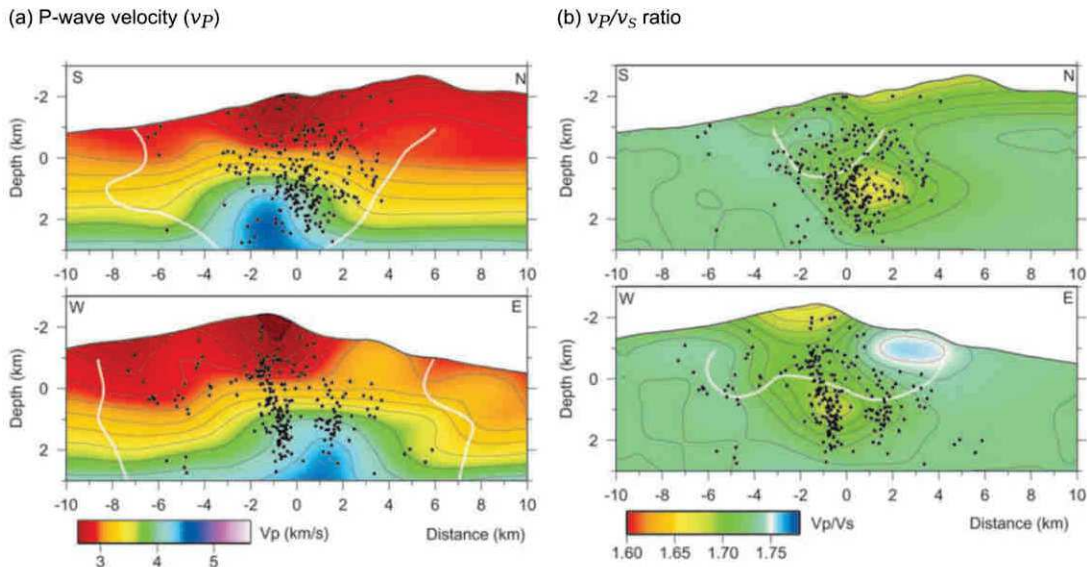 (a) P-wave velocity (vP)
(b) vP/vS ratio
S N
-2
0
2
Depth (km)
-10 -8 -6 -4 -2 0 2 4 6 8 10
W E
-2
0
2
Depth (km)
-10 -8 -6 -4 -2 0 2 4 6 8 10
Vp (km/s)
3 4 5
Distance (km)
S N
-2
0
2
Depth (km)
-10 -8 -6 -4 -2 0 2 4 6 8 10
W E
-2
0
2
Depth (km)
-10 -8 -6 -4 -2 0 2 4 6 8 10
Vp/Vs
1.60 1.65 1.70 1.75
Distance (km)